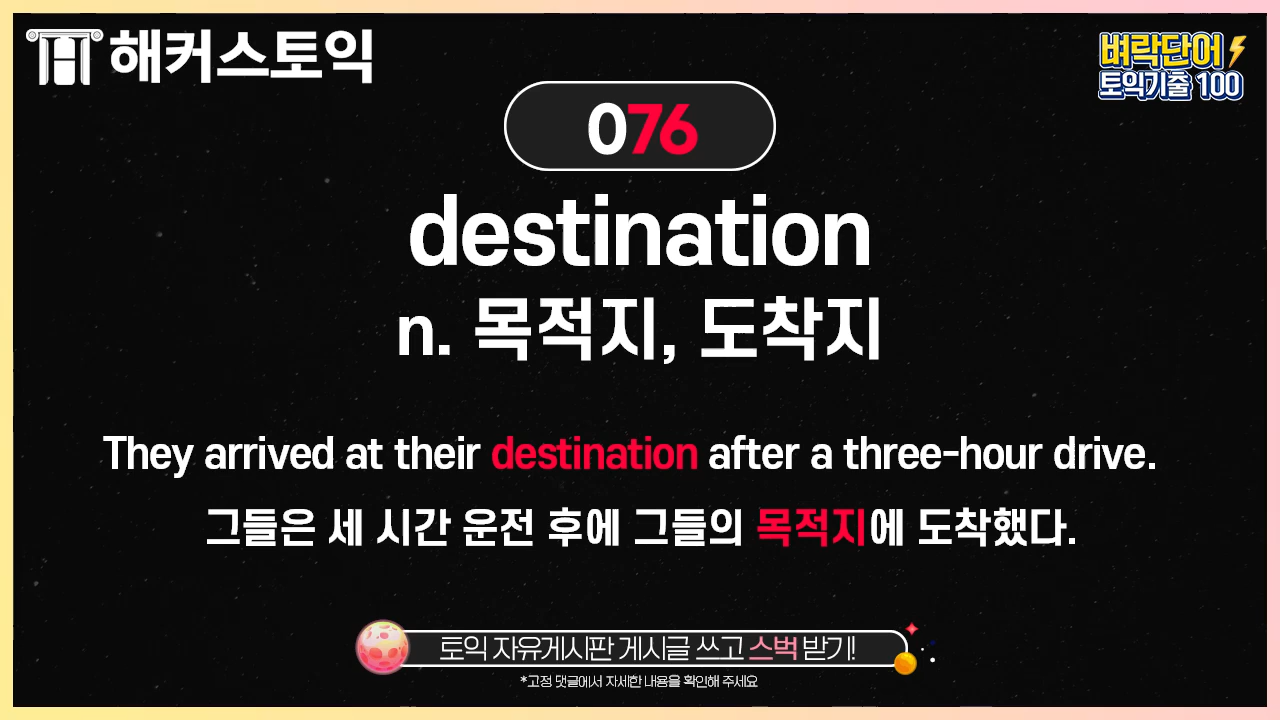 해커스토익
벼락단어
토익기출 100
076
destination
n. 목적지, 도착지
They arrived at their destination after a three-hour drive.
그들은 세 시간 운전 후에 그들의 목적지에 도착했다.
토익 자유게시판 게시글 쓰고 스벅 받기!
*고정 댓글에서 자세한 내용을 확인해 주세요